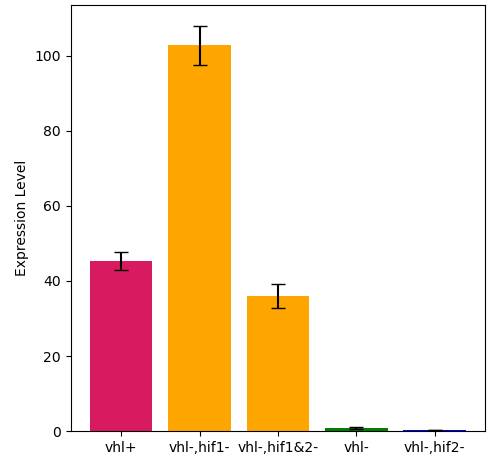 Expression Level
100
80
60
40
20
0
vhl+
vhl-,hif1-
vhl-,hif1&2-
vhl-
vhl-,hif2-